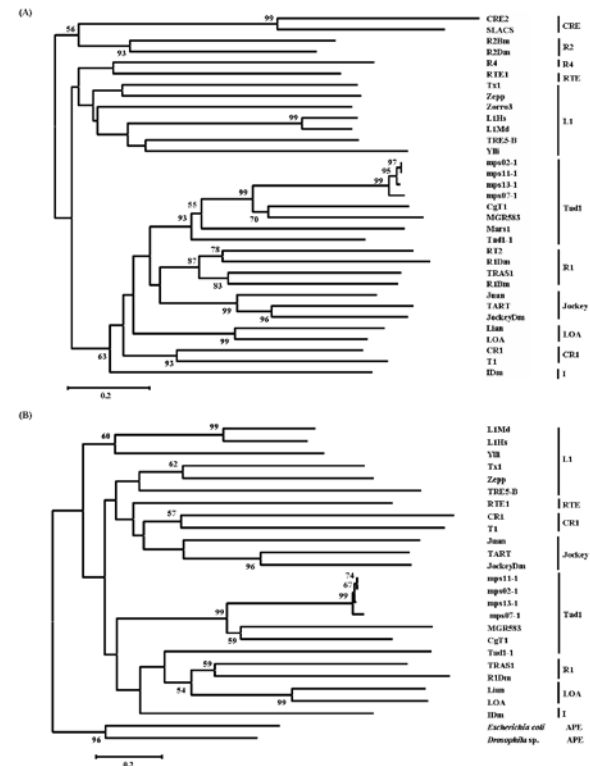 (A)
99
CRE2
SLACS
CRE
56
93
R2Bm
R2Dm
R2
R4
R4
RTE1
RTE
Tx1
Zepp
Zorro3
99
L1Hs
L1Md
TRE5-D
Ylli
L1
97
mps02-1
95
mps11-1
mps13-1
99
mps07-1
99
CgT1
70
MGR583
55
Mars1
93
Tad1-1
Tad1
78
RT2
R1Dm
87
TRAS1
83
R1Dm
R1
Juan
99
TART
96
JockeyDm
Jockey
Lian
99
LOA
LOA
CR1
93
T1
CR1
63
IDm
I
0.2
(B)
99
L1Md
60
L1Hs
Ylli
62
Tx1
Zepp
TRE5-D
L1
RTE1
RTE
57
CR1
T1
CR1
Juan
TART
96
JockeyDm
Jockey
74
mps11-1
67
mps02-1
99
mps13-1
mps07-1
99
MGR583
59
CgT1
Tad1-1
Tad1
59
TRAS1
R1Dm
R1
54
Lian
99
LOA
LOA
IDm
I
Escherichia coli APE
96
Drosophila sp. APE
0.2